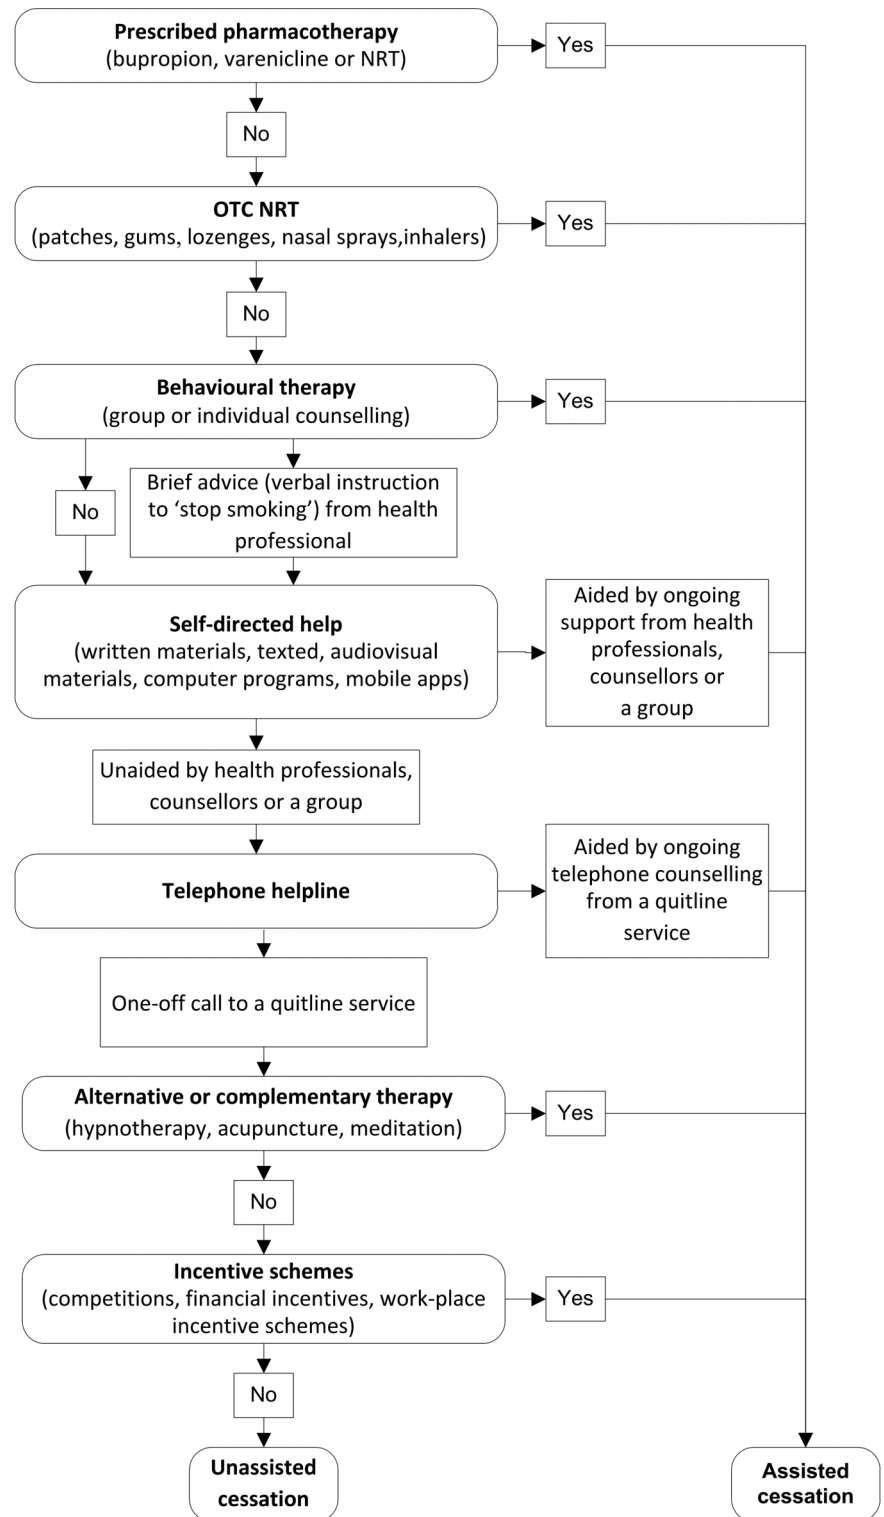 Prescribed pharmacotherapy
(bupropion, varenicline or NRT)
Yes
No
OTC NRT
(patches, gums, lozenges, nasal sprays,inhalers)
Yes
No
Behavioural therapy
(group or individual counselling)
Yes
No
Brief advice (verbal instruction
to ‘stop smoking’) from health
professional
Self-directed help
(written materials, texted, audiovisual
materials, computer programs, mobile apps)
Aided by ongoing
support from health
professionals,
counsellors or
a group
Unaided by health professionals,
counsellors or a group
Telephone helpline
Aided by ongoing
telephone counselling
from a quitline
service
One-off call to a quitline service
Alternative or complementary therapy
(hypnotherapy, acupuncture, meditation)
Yes
No
Incentive schemes
(competitions, financial incentives, work-place
incentive schemes)
Yes
No
Unassisted
cessation
Assisted
cessation